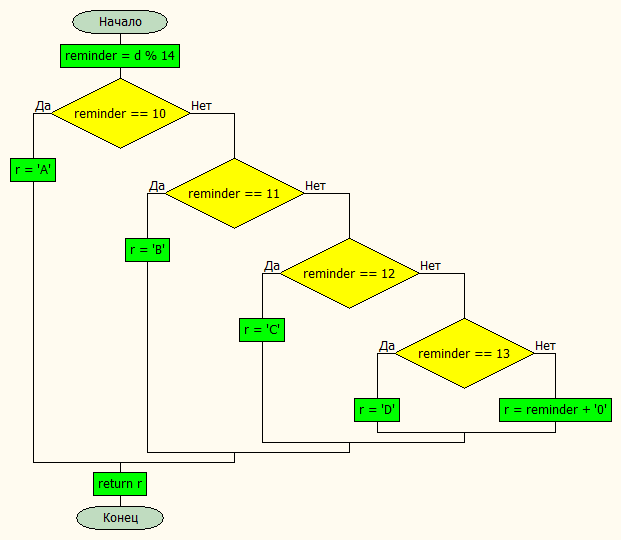 Начало
reminder = d % 14
Да
Нет
reminder == 10
r = 'A'
Да
Нет
reminder == 11
r = 'B'
Да
Нет
reminder == 12
r = 'C'
Да
Нет
reminder == 13
r = 'D'
r = reminder + '0'
return r
Конец